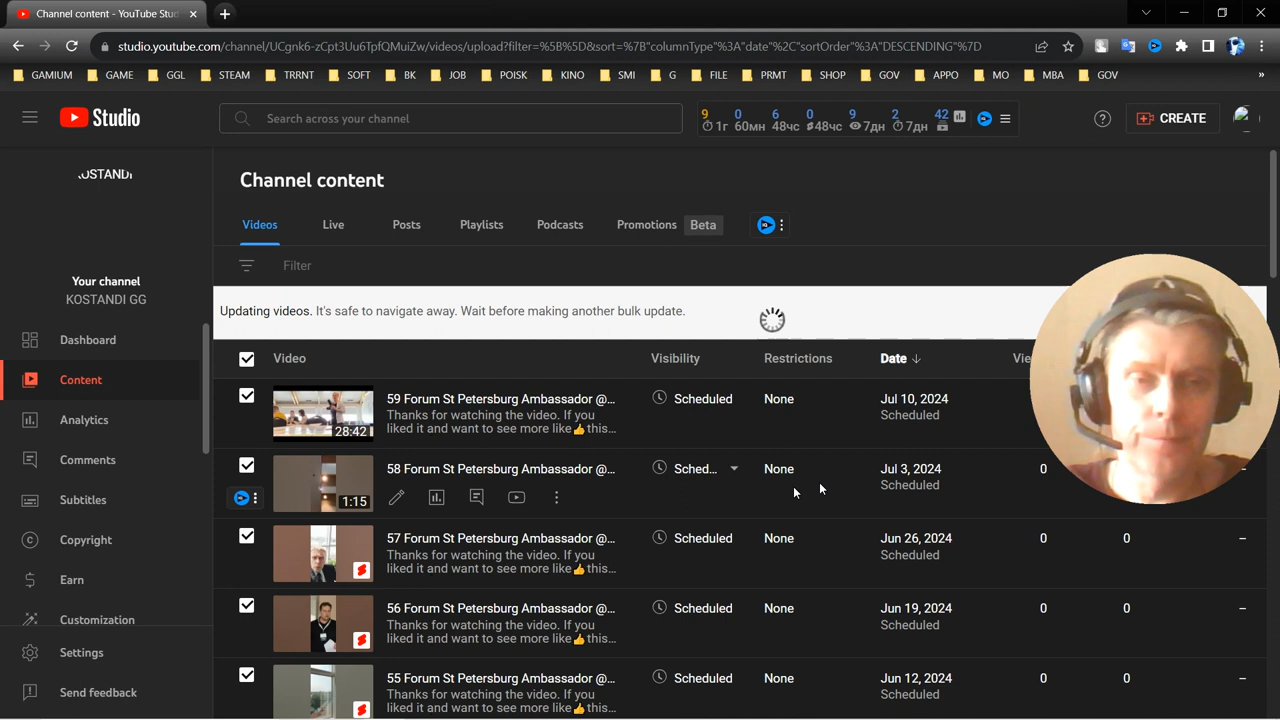 Channel content - YouTube Stud
studio.youtube.com/channel/UCgnk6-zCpt3Uu6TpfQMuiZw/videos/upload?filter=%5B%5D&sort=%7B"columnType"%3A"date"%2C"sortOrder"%3A"DESCENDING"%7D
GAMIUM GAME GGL STEAM TRRNT SOFT BK JOB POISK KINO SMI G FILE PRMT SHOP GOV APPO MO MBA GOV »
Studio
Search across your channel
9 0 6 0 9 2 42
1г 60мн 48чс 48чс 7дн 7дн
CREATE
KOSTANDI
Channel content
Videos Live Posts Playlists Podcasts Promotions Beta
Filter
Your channel
KOSTANDI GG
Updating videos. It's safe to navigate away. Wait before making another bulk update.
Dashboard
Content
Analytics
Comments
Subtitles
Copyright
Earn
Customization
Settings
Send feedback
Video Visibility Restrictions Date ↓
59 Forum St Petersburg Ambassador @... Scheduled None Jul 10, 2024
Thanks for watching the video. If you Scheduled
liked it and want to see more like👍this...
28:42
58 Forum St Petersburg Ambassador @... Sched... None Jul 3, 2024 0
Scheduled
1:15
57 Forum St Petersburg Ambassador @... Scheduled None Jun 26, 2024 0 0 –
Thanks for watching the video. If you Scheduled
liked it and want to see more like👍this...
56 Forum St Petersburg Ambassador @... Scheduled None Jun 19, 2024 0 0 –
Thanks for watching the video. If you Scheduled
liked it and want to see more like👍this...
55 Forum St Petersburg Ambassador @... Scheduled None Jun 12, 2024 0 0 –
Thanks for watching the video. If you Scheduled
liked it and want to see more like👍this...